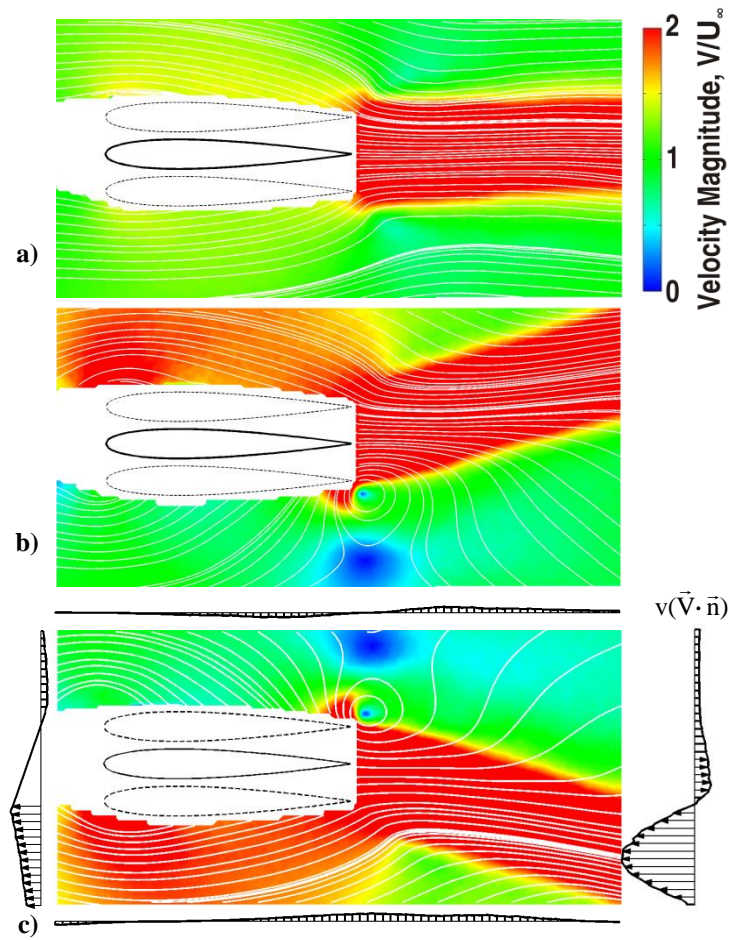 2
1
0
Velocity Magnitude, V/U∞
a)
b)
v(V⃗· n⃗)
c)